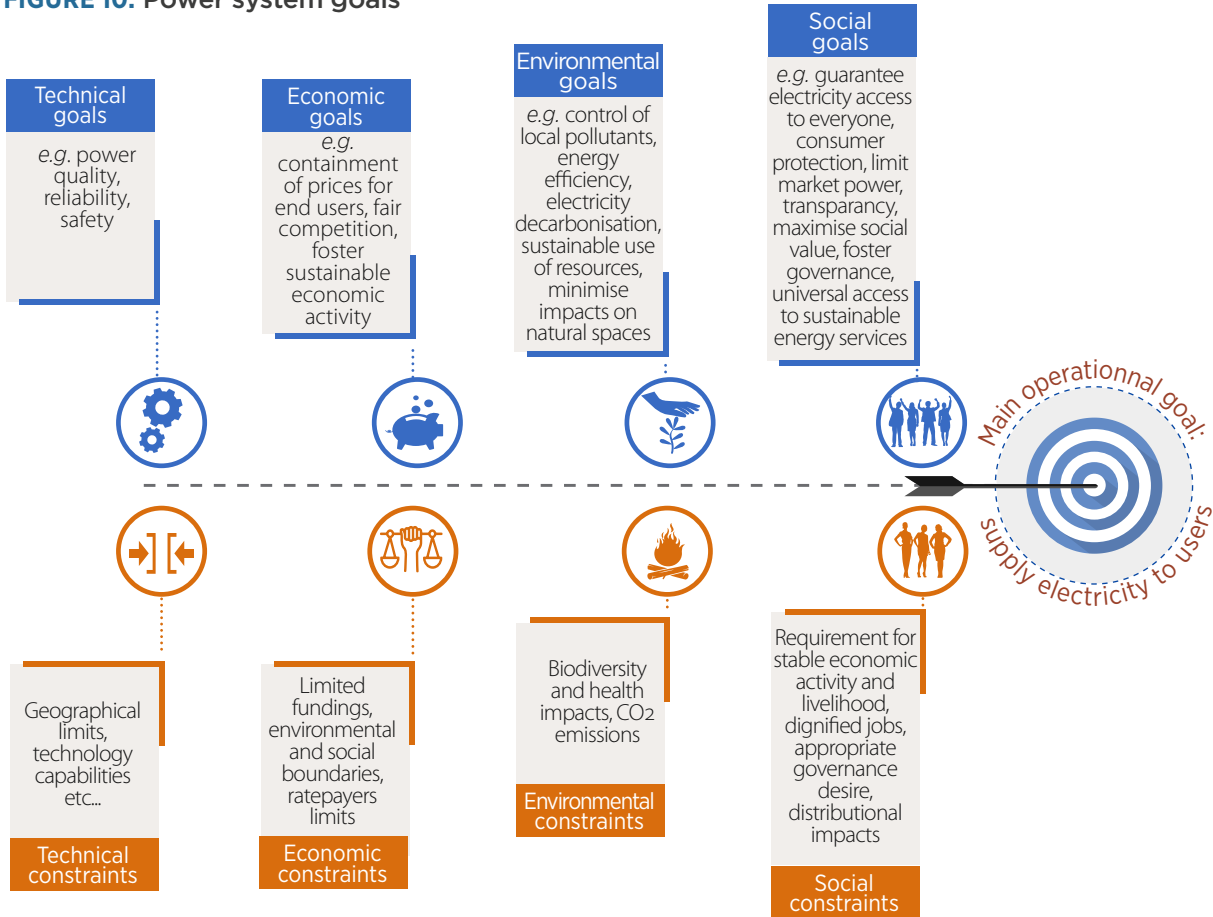 FIGURE 10: Power system goals
Technical
goals
e.g. power
quality,
reliability,
safety
Economic
goals
e.g.
containment
of prices for
end users, fair
competition,
foster
sustainable
economic
activity
Environmental
goals
e.g. control of
local pollutants,
energy
efficiency,
electricity
decarbonisation,
sustainable use
of resources,
minimise
impacts on
natural spaces
Social
goals
e.g. guarantee
electricity access
to everyone,
consumer
protection, limit
market power,
transparancy,
maximise social
value, foster
governance,
universal access
to sustainable
energy services
Main operationnal goal:
supply electricity to users
Geographical
limits,
technology
capabilities
etc...
Technical
constraints
Limited
fundings,
environmental
and social
boundaries,
ratepayers
limits
Economic
constraints
Biodiversity
and health
impacts, CO2
emissions
Environmental
constraints
Requirement for
stable economic
activity and
livelihood,
dignified jobs,
appropriate
governance
desire,
distributional
impacts
Social
constraints